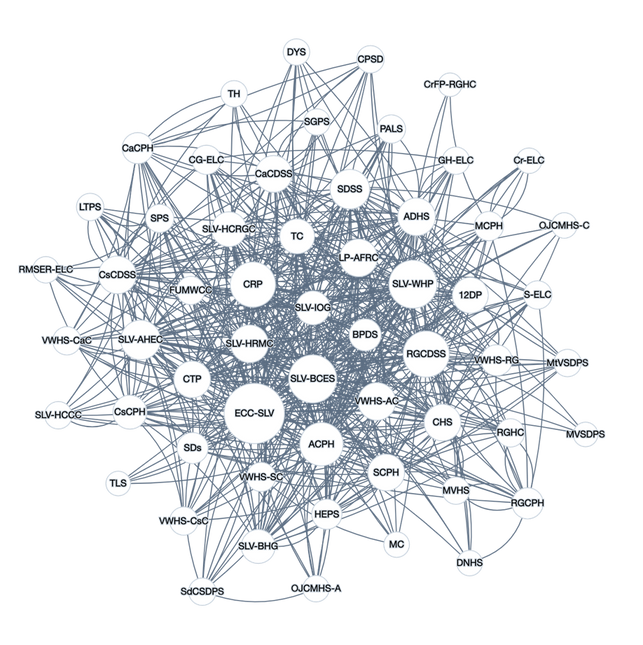 DYS
CPSD
CrFP-RGHC
TH
SGPS
PALS
CaCPH
CG-ELC
CaCDSS
GH-ELC
Cr-ELC
SDSS
LTPS
SPS
SLV-HCRGC
TC
ADHS
MCPH
OJCMHS-C
LP-AFRC
RMSER-ELC
CsCDSS
FUMWCC
CRP
SLV-WHP
12DP
S-ELC
SLV-IOG
VWHS-CaC
SLV-AHEC
SLV-HRMC
BPDS
RGCDSS
VWHS-RG
MtVSDPS
CTP
SLV-BCES
SLV-HCCC
CsCPH
ECC-SLV
VWHS-AC
CHS
RGHC
MVSDPS
SDs
ACPH
TLS
VWHS-SC
SCPH
MVHS
RGCPH
VWHS-CsC
HEPS
SLV-BHG
MC
DNHS
SdCSDPS
OJCMHS-A